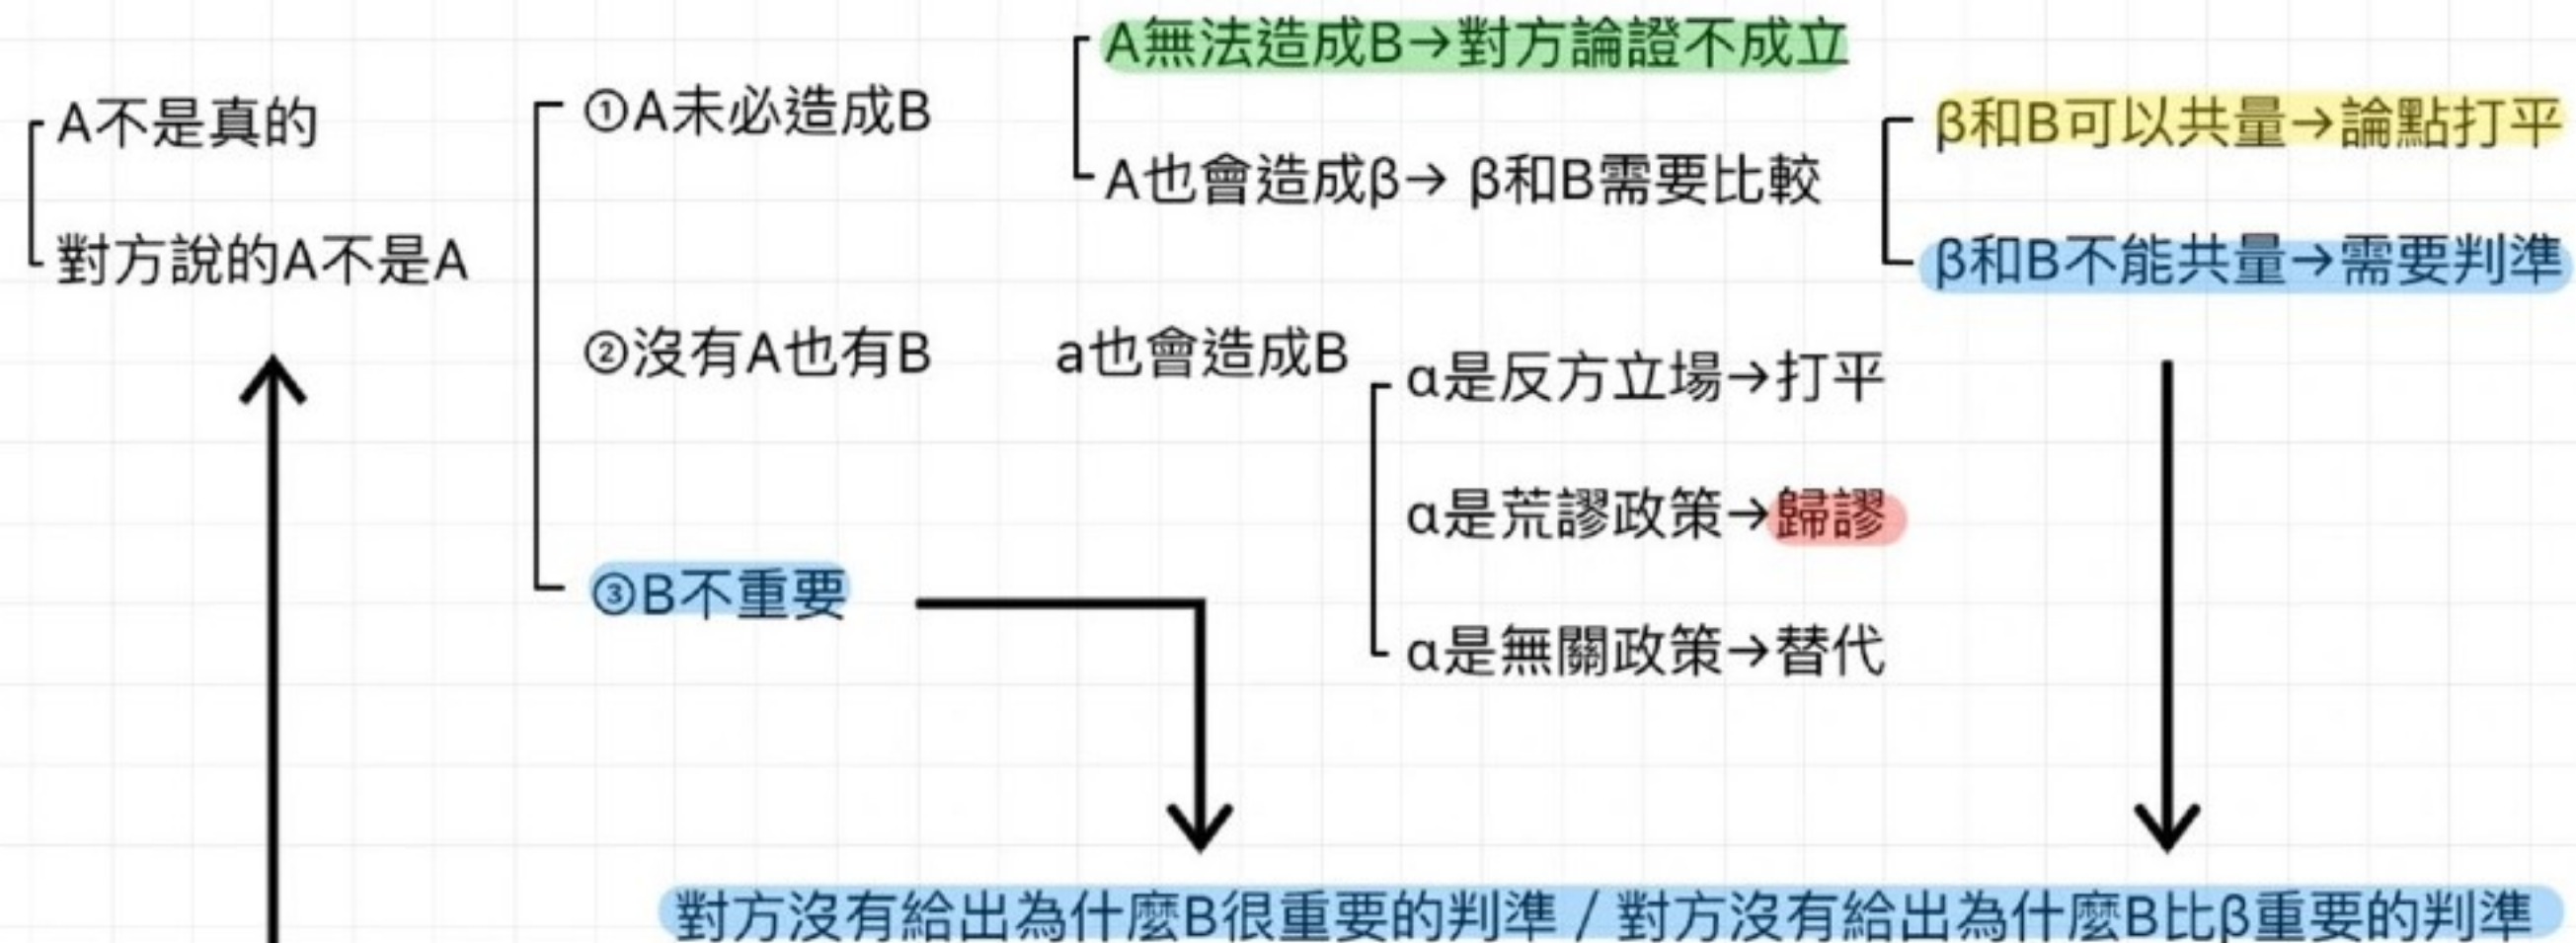 A不是真的
對方說的A不是A
①A未必造成B
A無法造成B→對方論證不成立
A也會造成β→ β和B需要比較
β和B可以共量→論點打平
β和B不能共量→需要判準
②沒有A也有B
a也會造成B
α是反方立場→打平
α是荒謬政策→歸謬
α是無關政策→替代
③B不重要
對方沒有給出為什麼B很重要的判準 / 對方沒有給出為什麼B比β重要的判準